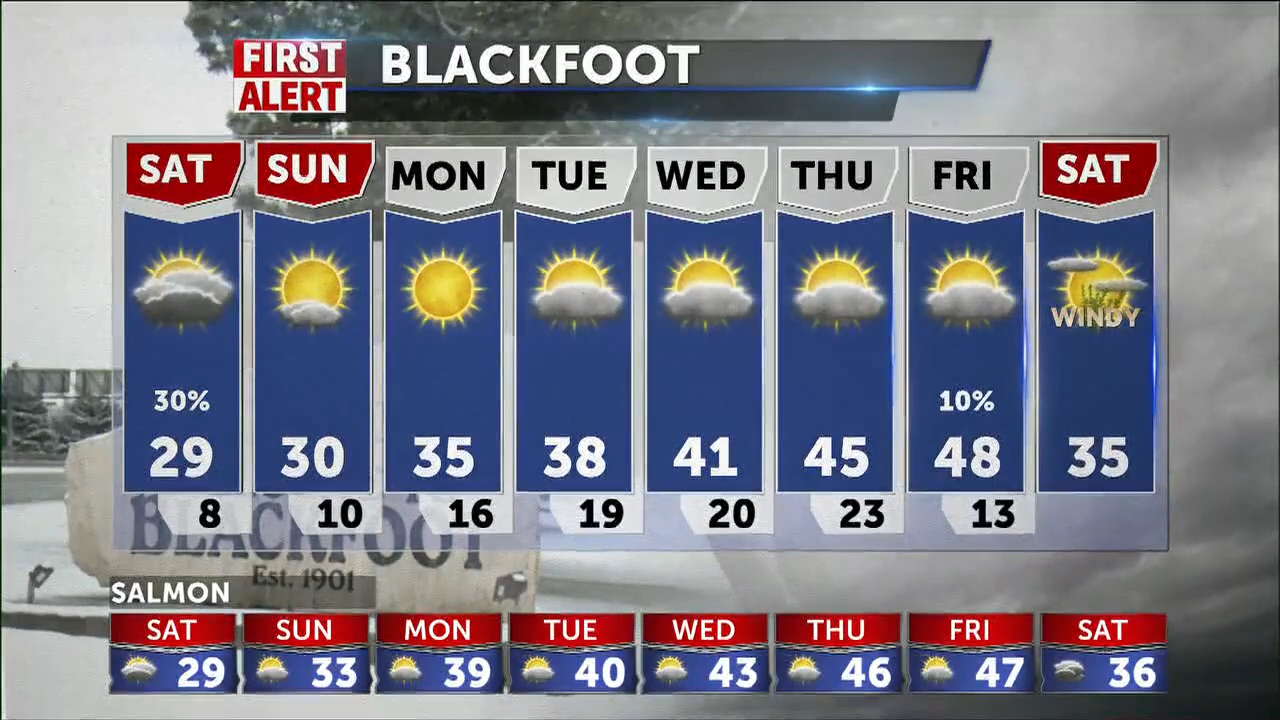 FIRST
ALERT
BLACKFOOT
SAT SUN MON TUE WED THU FRI SAT
WINDY
30% 10%
29 30 35 38 41 45 48 35
8 10 16 19 20 23 13
BLACKFOOT
Est. 1901
SALMON
SAT SUN MON TUE WED THU FRI SAT
29 33 39 40 43 46 47 36